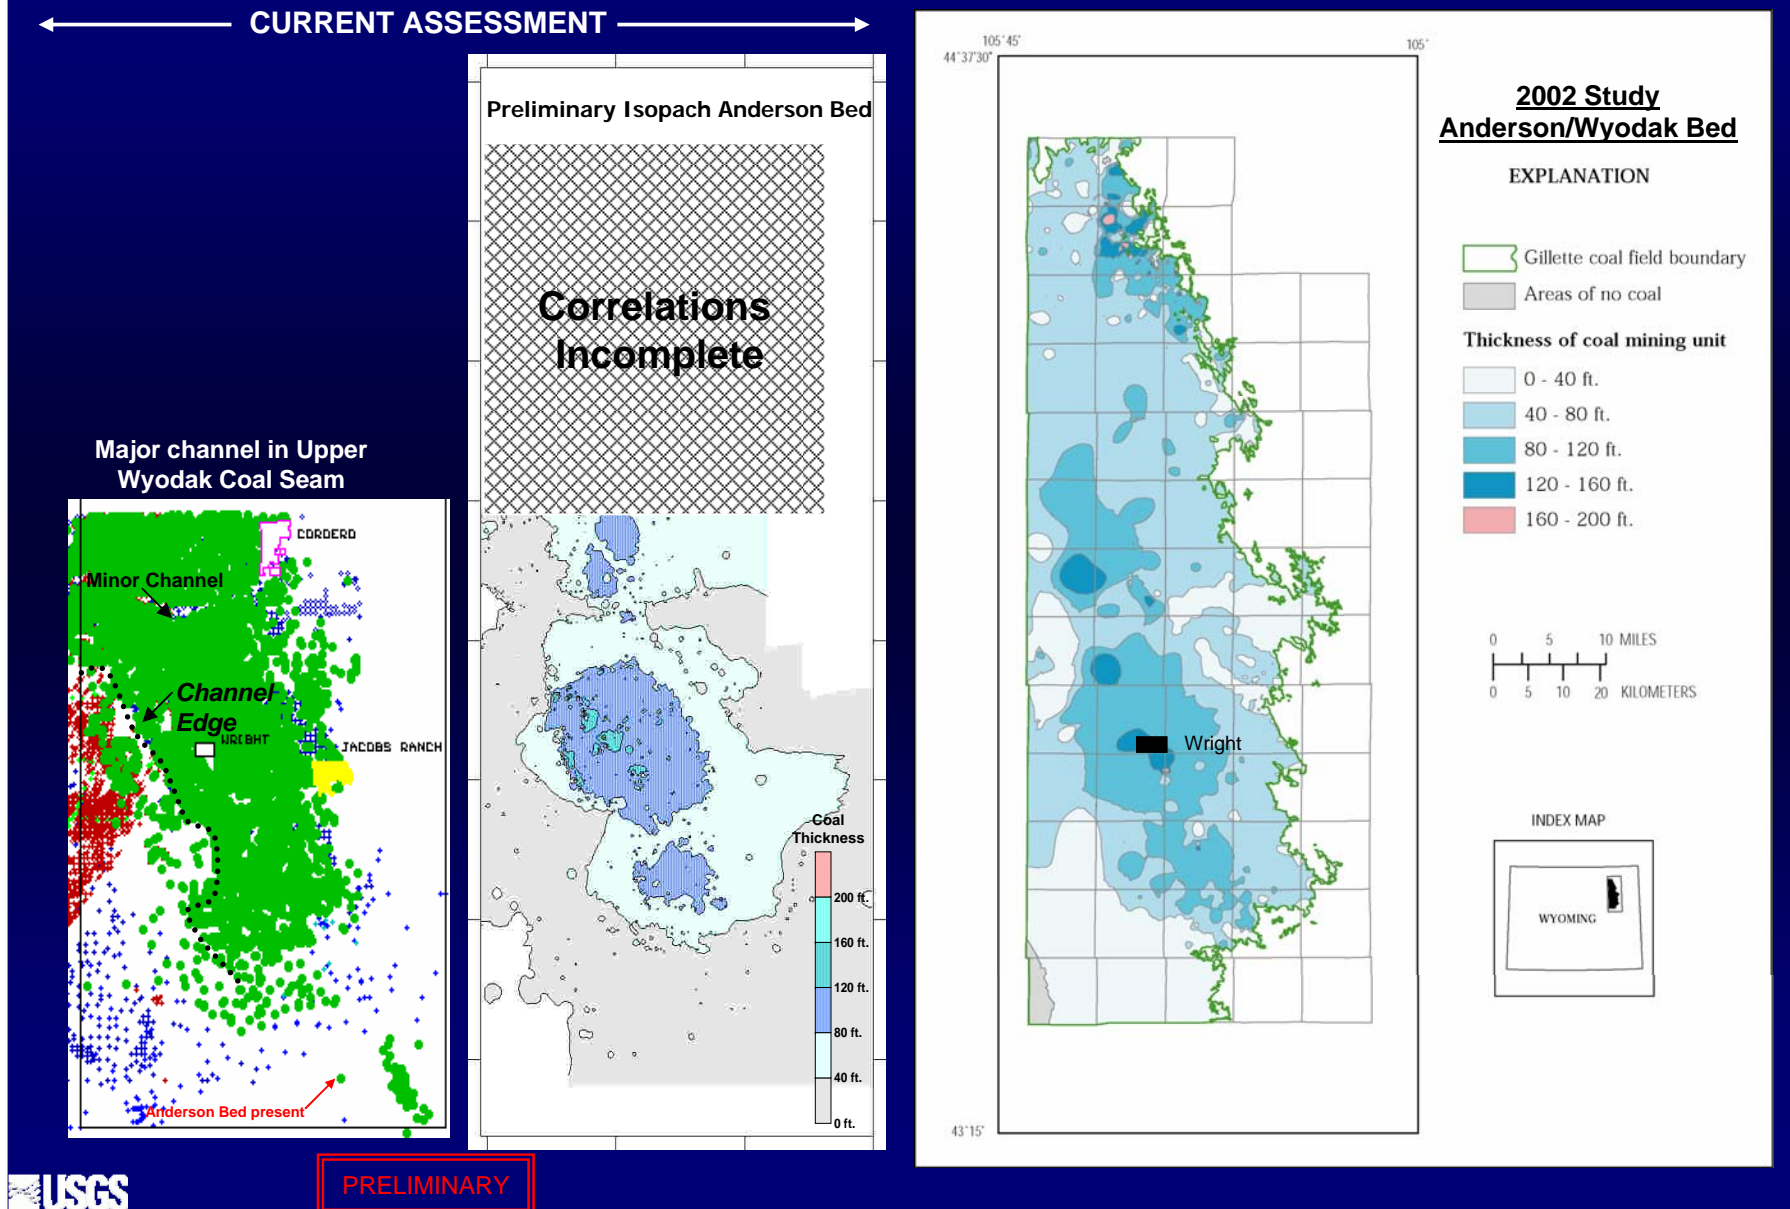 CURRENT ASSESSMENT
Major channel in Upper
Wyodak Coal Seam
CORDERO
Minor Channel
Channel
Edge
WRIGHT
JACOBS RANCH
Anderson Bed present
Preliminary Isopach Anderson Bed
Correlations
Incomplete
Coal
Thickness
200 ft.
160 ft.
120 ft.
80 ft.
40 ft.
0 ft.
105°45'
105°
44°37'30"
43°15"
Wright
2002 Study
Anderson/Wyodak Bed
EXPLANATION
Gillette coal field boundary
Areas of no coal
Thickness of coal mining unit
0 - 40 ft.
40 - 80 ft.
80 - 120 ft.
120 - 160 ft.
160 - 200 ft.
0 5 10 MILES
0 5 10 20 KILOMETERS
INDEX MAP
WYOMING
USGS
PRELIMINARY